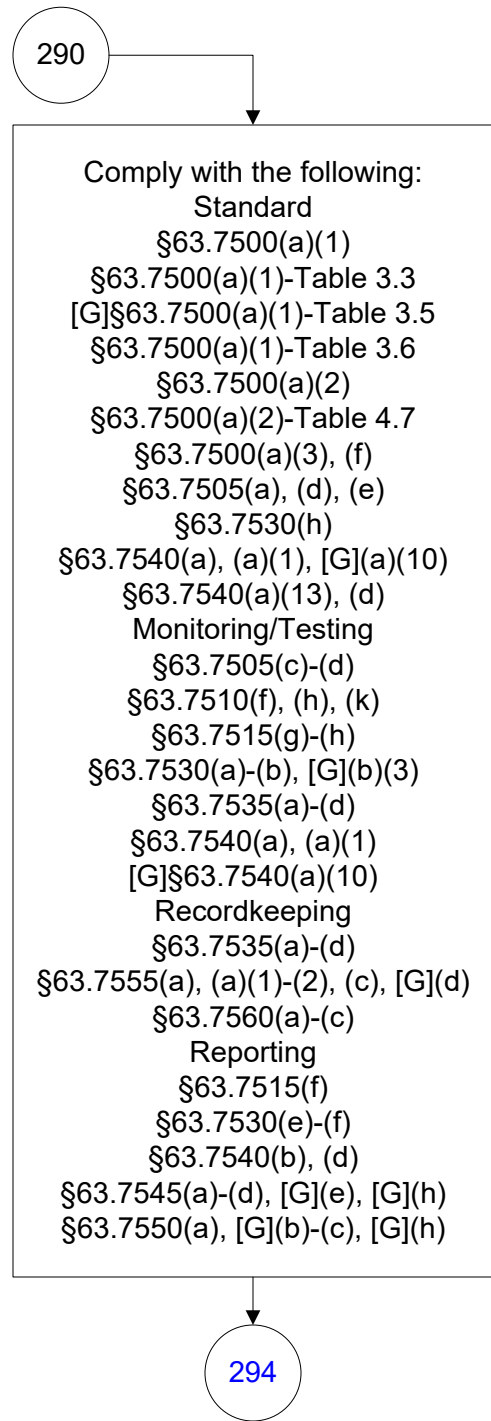 290
Comply with the following:
Standard
§63.7500(a)(1)
§63.7500(a)(1)-Table 3.3
[G]§63.7500(a)(1)-Table 3.5
§63.7500(a)(1)-Table 3.6
§63.7500(a)(2)
§63.7500(a)(2)-Table 4.7
§63.7500(a)(3), (f)
§63.7505(a), (d), (e)
§63.7530(h)
§63.7540(a), (a)(1), [G](a)(10)
§63.7540(a)(13), (d)
Monitoring/Testing
§63.7505(c)-(d)
§63.7510(f), (h), (k)
§63.7515(g)-(h)
§63.7530(a)-(b), [G](b)(3)
§63.7535(a)-(d)
§63.7540(a), (a)(1)
[G]§63.7540(a)(10)
Recordkeeping
§63.7535(a)-(d)
§63.7555(a), (a)(1)-(2), (c), [G](d)
§63.7560(a)-(c)
Reporting
§63.7515(f)
§63.7530(e)-(f)
§63.7540(b), (d)
§63.7545(a)-(d), [G](e), [G](h)
§63.7550(a), [G](b)-(c), [G](h)
294